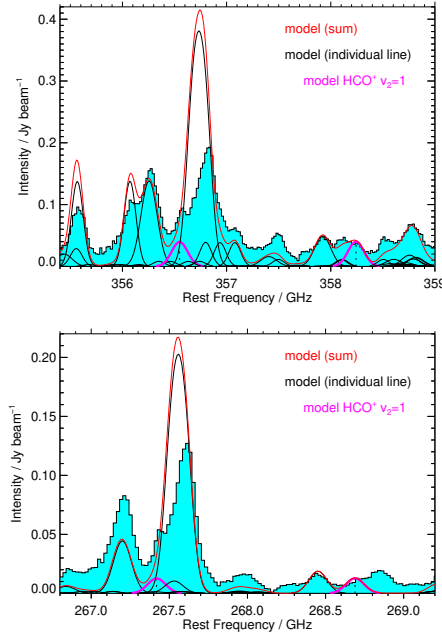 model (sum)
model (individual line)
model HCO⁺ v₂=1
Intensity / Jy beam⁻¹
0.4
0.3
0.2
0.1
0.0
356 357 358 359
Rest Frequency / GHz
model (sum)
model (individual line)
model HCO⁺ v₂=1
Intensity / Jy beam⁻¹
0.20
0.15
0.10
0.05
0.00
267.0 267.5 268.0 268.5 269.0
Rest Frequency / GHz